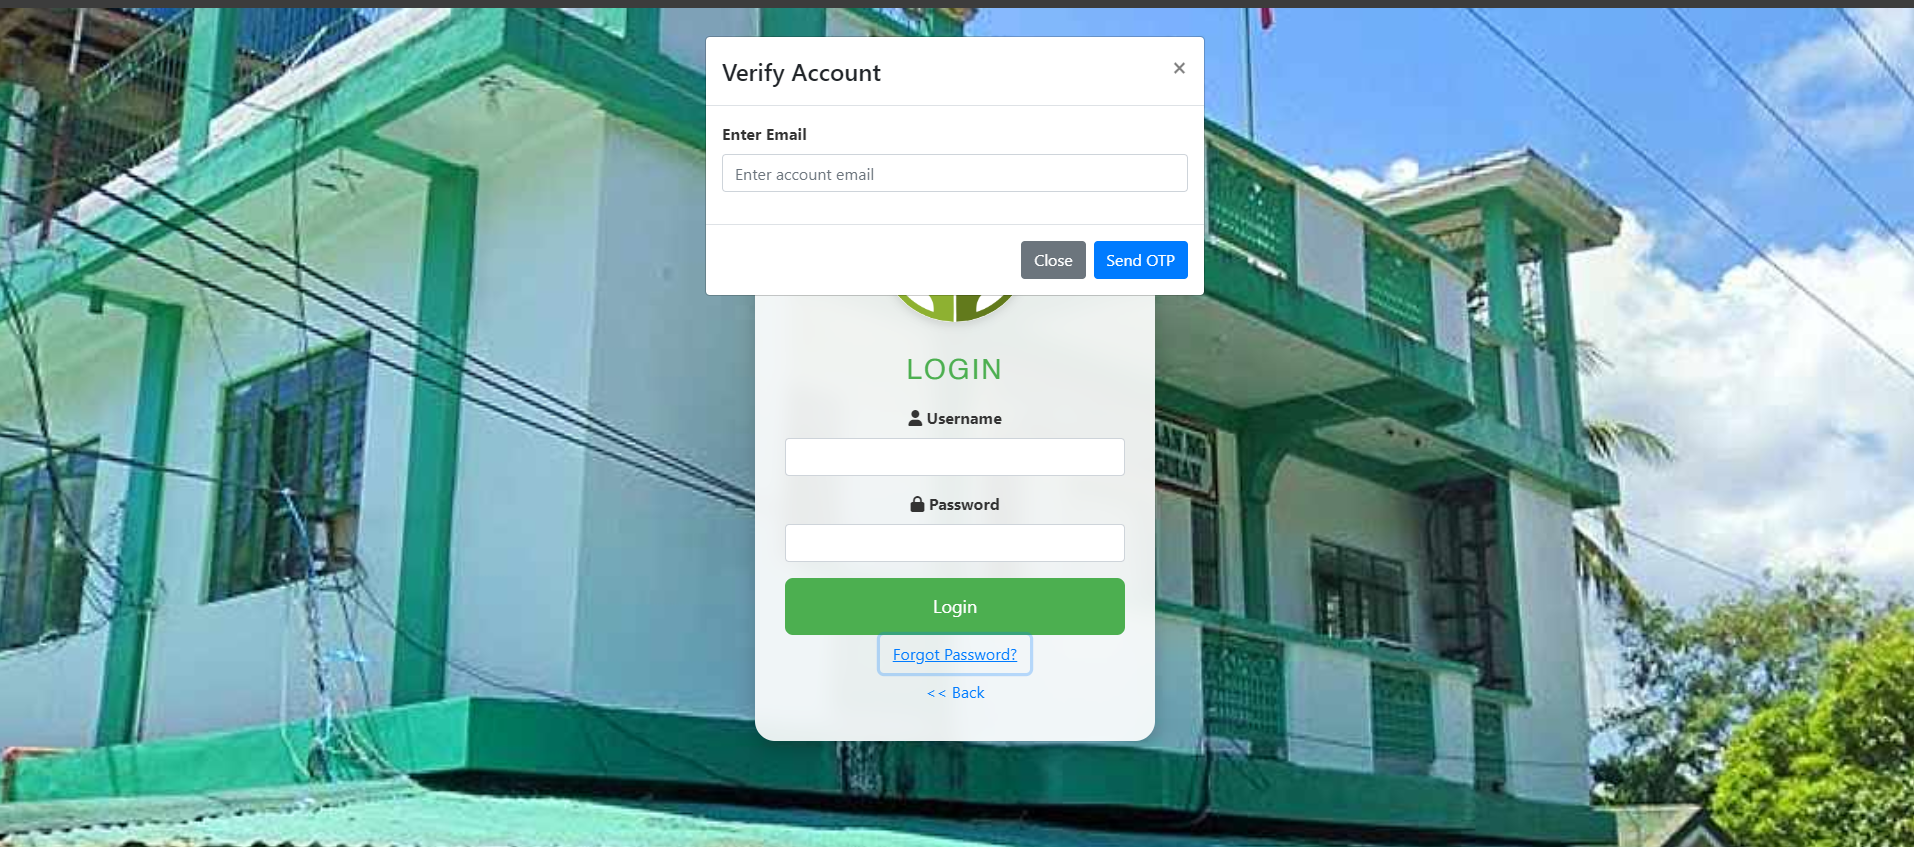 Verify Account
×
Enter Email
Enter account email
Close
Send OTP
LOGIN
Username
Password
Login
Forgot Password?
<< Back